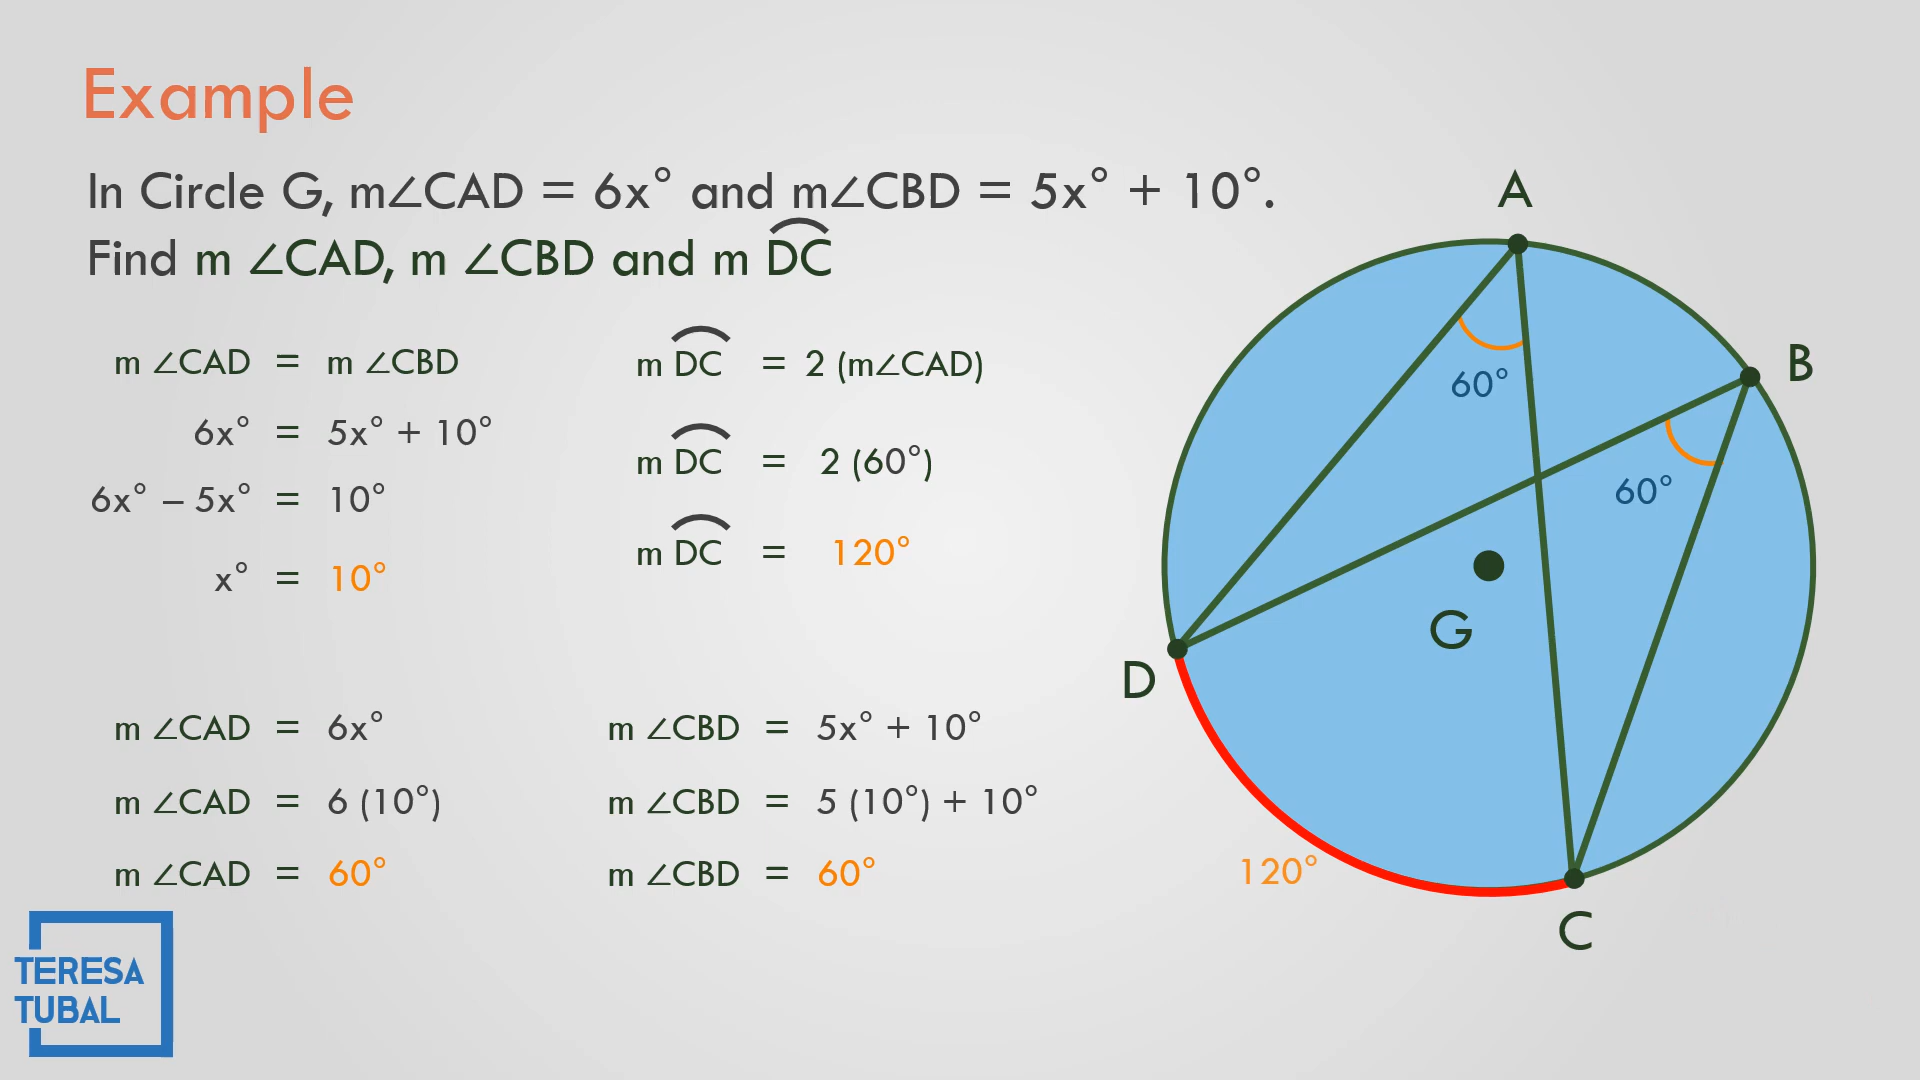 Example
In Circle G, m∠CAD = 6x° and m∠CBD = 5x° + 10°.
Find m ∠CAD, m ∠CBD and m DC
m ∠CAD = m ∠CBD
6x° = 5x° + 10°
6x° – 5x° = 10°
x° = 10°
m DC = 2 (m∠CAD)
m DC = 2 (60°)
m DC = 120°
m ∠CAD = 6x°
m ∠CAD = 6 (10°)
m ∠CAD = 60°
m ∠CBD = 5x° + 10°
m ∠CBD = 5 (10°) + 10°
m ∠CBD = 60°
A
B
60°
60°
G
D
120°
C
TERESA
TUBAL